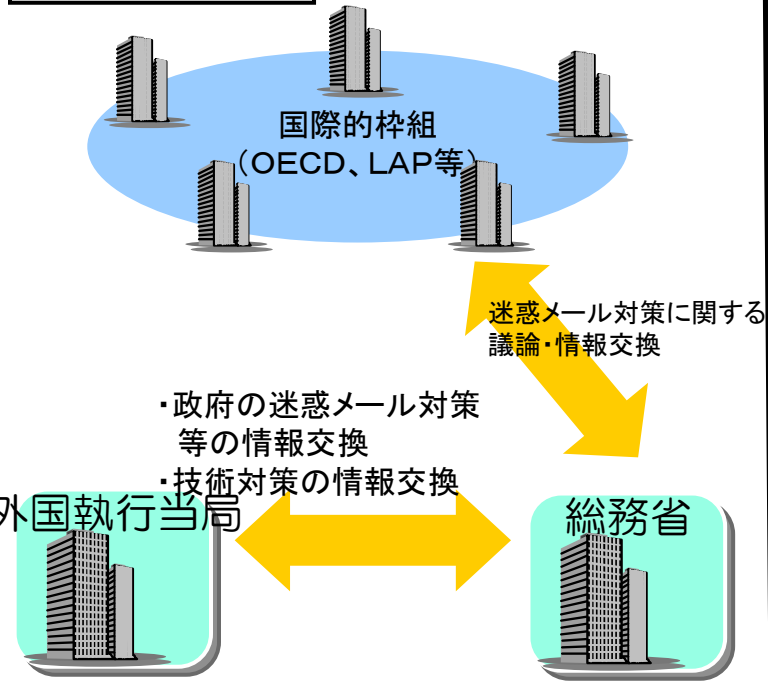 国際的枠組
（ＯＥＣＤ、ＬＡＰ等）
迷惑メール対策に関する
議論・情報交換
・政府の迷惑メール対策
等の情報交換
・技術対策の情報交換
外国執行当局
総務省